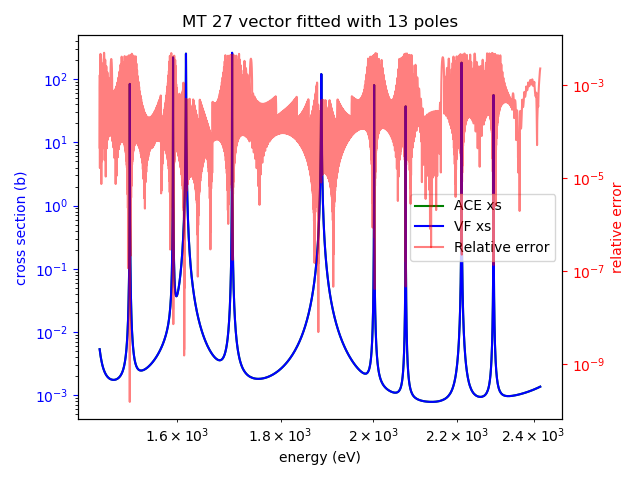 MT 27 vector fitted with 13 poles
cross section (b)
10²
10¹
10⁰
10⁻¹
10⁻²
10⁻³
ACE xs
VF xs
Relative error
10⁻³
10⁻⁵
10⁻⁷
10⁻⁹
relative error
1.6 × 10³ 1.8 × 10³ 2 × 10³ 2.2 × 10³ 2.4 × 10³
energy (eV)